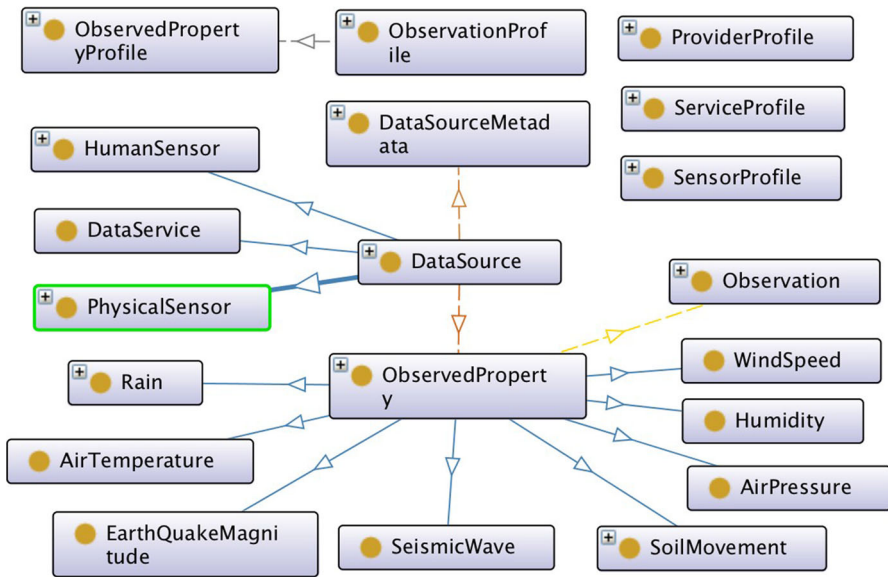 ObservedPropert
yProfile
ObservationProf
ile
ProviderProfile
ServiceProfile
SensorProfile
DataSourceMetad
ata
HumanSensor
DataService
DataSource
PhysicalSensor
Observation
ObservedPropert
y
WindSpeed
Rain
Humidity
AirTemperature
AirPressure
EarthQuakeMagni
tude
SeismicWave
SoilMovement